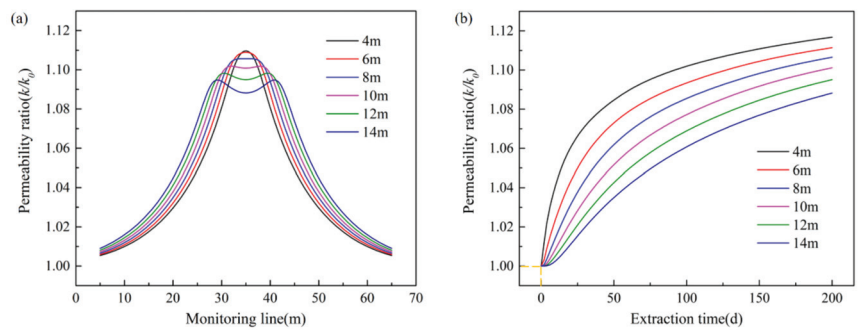 (a)
Permeability ratio(k/k0)
1.12
1.10
1.08
1.06
1.04
1.02
1.00
0 10 20 30 40 50 60 70
Monitoring line(m)
4m
6m
8m
10m
12m
14m
(b)
Permeability ratio(k/k0)
1.12
1.10
1.08
1.06
1.04
1.02
1.00
0 50 100 150 200
Extraction time(d)
4m
6m
8m
10m
12m
14m